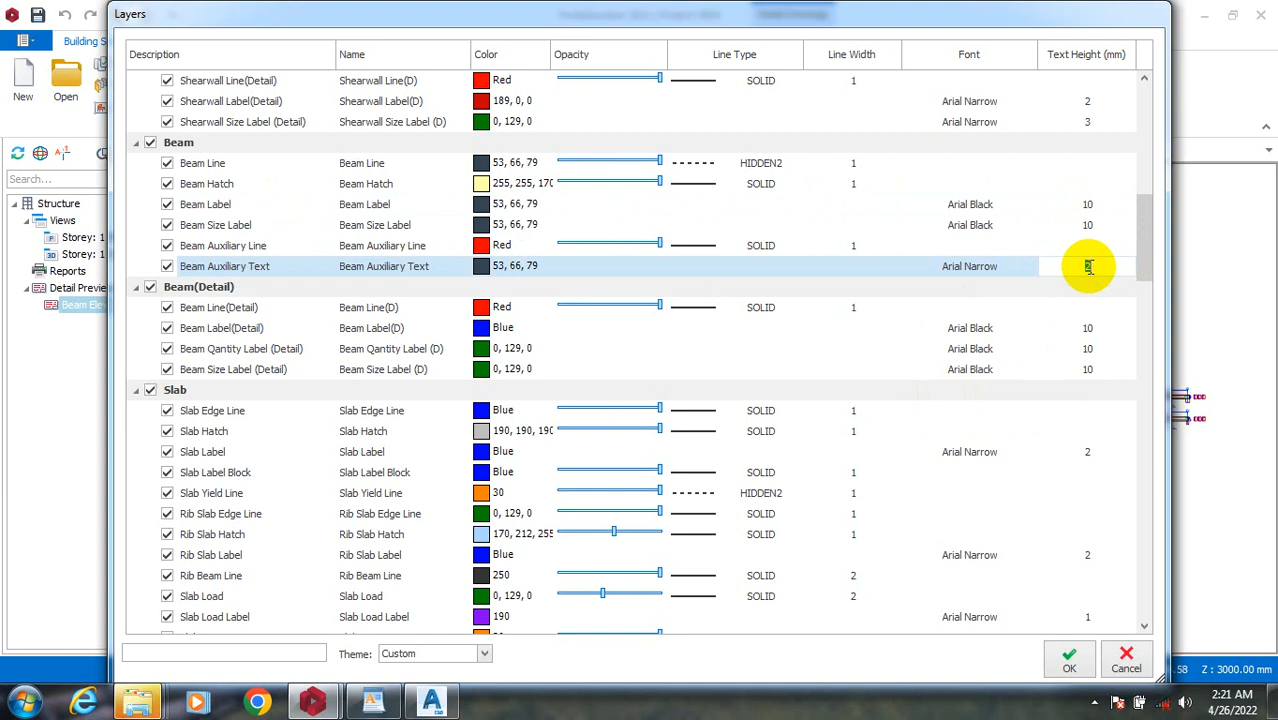 Layers
Building S
New
Open
Search...
Structure
Views
Storey: 1
Storey: 1
Reports
Detail Preview
Beam Elev
Description Name Color Opacity Line Type Line Width Font Text Height (mm)
Shearwall Line(Detail) Shearwall Line(D) Red SOLID 1
Shearwall Label(Detail) Shearwall Label(D) 189, 0, 0 Arial Narrow 2
Shearwall Size Label (Detail) Shearwall Size Label (D) 0, 129, 0 Arial Narrow 3
Beam
Beam Line Beam Line 53, 66, 79 HIDDEN2 1
Beam Hatch Beam Hatch 255, 255, 170 SOLID 1
Beam Label Beam Label 53, 66, 79 Arial Black 10
Beam Size Label Beam Size Label 53, 66, 79 Arial Black 10
Beam Auxiliary Line Beam Auxiliary Line Red SOLID 1
Beam Auxiliary Text Beam Auxiliary Text 53, 66, 79 Arial Narrow
Beam(Detail)
Beam Line(Detail) Beam Line(D) Red SOLID 1
Beam Label(Detail) Beam Label(D) Blue Arial Black 10
Beam Qantity Label (Detail) Beam Qantity Label (D) 0, 129, 0 Arial Black 10
Beam Size Label (Detail) Beam Size Label (D) 0, 129, 0 Arial Black 10
Slab
Slab Edge Line Slab Edge Line Blue SOLID 1
Slab Hatch Slab Hatch 190, 190, 190 SOLID 1
Slab Label Slab Label Blue Arial Narrow 2
Slab Label Block Slab Label Block Blue SOLID 1
Slab Yield Line Slab Yield Line 30 HIDDEN2 1
Rib Slab Edge Line Rib Slab Edge Line 0, 129, 0 SOLID 1
Rib Slab Hatch Rib Slab Hatch 170, 212, 255 SOLID 1
Rib Slab Label Rib Slab Label Blue Arial Narrow 2
Rib Beam Line Rib Beam Line 250 SOLID 2
Slab Load Slab Load 0, 129, 0 SOLID 2
Slab Load Label Slab Load Label 190 Arial Narrow 1
Theme: Custom
OK
Cancel
58 Z : 3000.00 mm
2:21 AM
4/26/2022